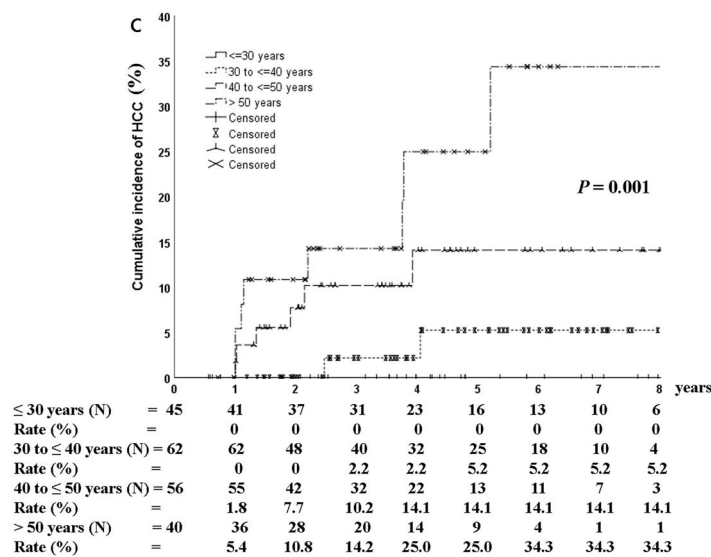 C
40
35
30
25
20
15
10
5
0
Cumulative incidence of HCC (%)
<=30 years
30 to <=40 years
40 to <=50 years
> 50 years
Censored
Censored
Censored
Censored
P = 0.001
0 1 2 3 4 5 6 7 8 years
≤ 30 years (N) = 45 41 37 31 23 16 13 10 6
Rate (%) = 0 0 0 0 0 0 0 0
30 to ≤ 40 years (N) = 62 62 48 40 32 25 18 10 4
Rate (%) = 0 0 2.2 2.2 5.2 5.2 5.2 5.2
40 to ≤ 50 years (N) = 56 55 42 32 22 13 11 7 3
Rate (%) = 1.8 7.7 10.2 14.1 14.1 14.1 14.1 14.1
> 50 years (N) = 40 36 28 20 14 9 4 1 1
Rate (%) = 5.4 10.8 14.2 25.0 25.0 34.3 34.3 34.3